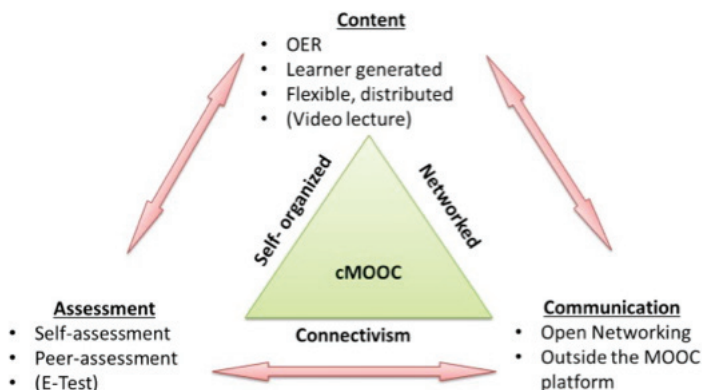 Content
• OER
• Learner generated
• Flexible, distributed
• (Video lecture)
Self- organized
Networked
cMOOC
Connectivism
Assessment
• Self-assessment
• Peer-assessment
• (E-Test)
Communication
• Open Networking
• Outside the MOOC
platform